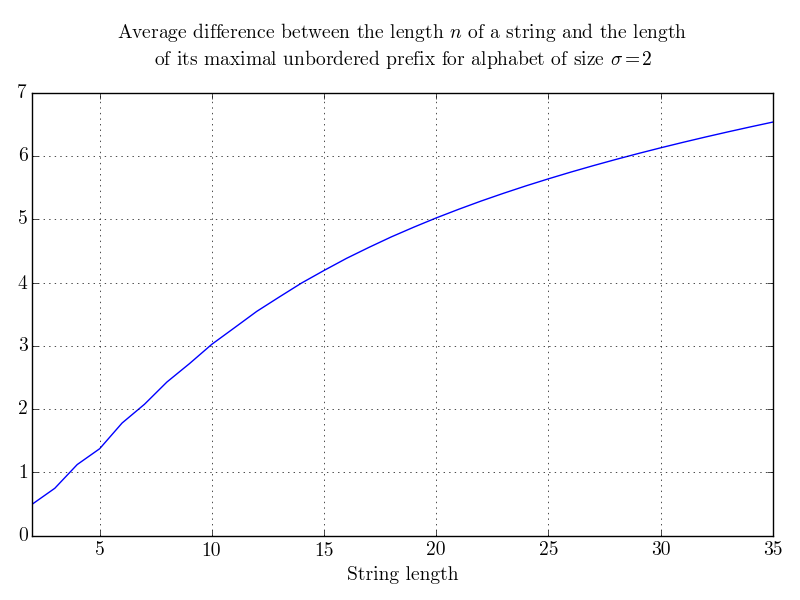 Average difference between the length n of a string and the length
of its maximal unbordered prefix for alphabet of size σ=2
7
6
5
4
3
2
1
0
5 10 15 20 25 30 35
String length